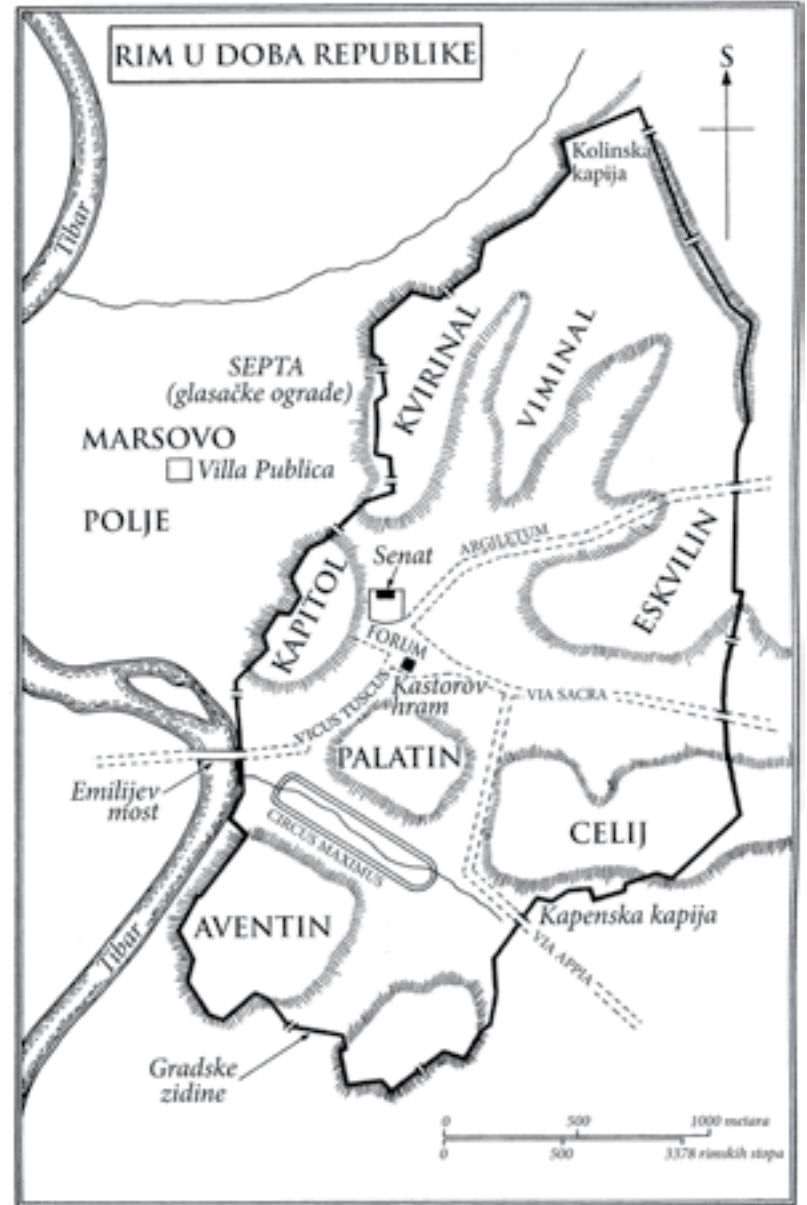 RIM U DOBA REPUBLIKE
S
Kolinska
kapija
Tibar
KVIRINAL
VIMINAL
SEPTA
(glasačke ograde)
MARSOVO
Villa Publica
POLJE
ARGILETUM
Senat
ESKVILIN
KAPITOL
FORUM
Kastorov
hram
VIA SACRA
VICUS TUSCUS
PALATIN
Emilijev
most
CIRCUS MAXIMUS
CELIJ
AVENTIN
Kapenska kapija
VIA APPIA
Tibar
Gradske
zidine
0 500 1000 metara
0 500 3378 rimskih stopa